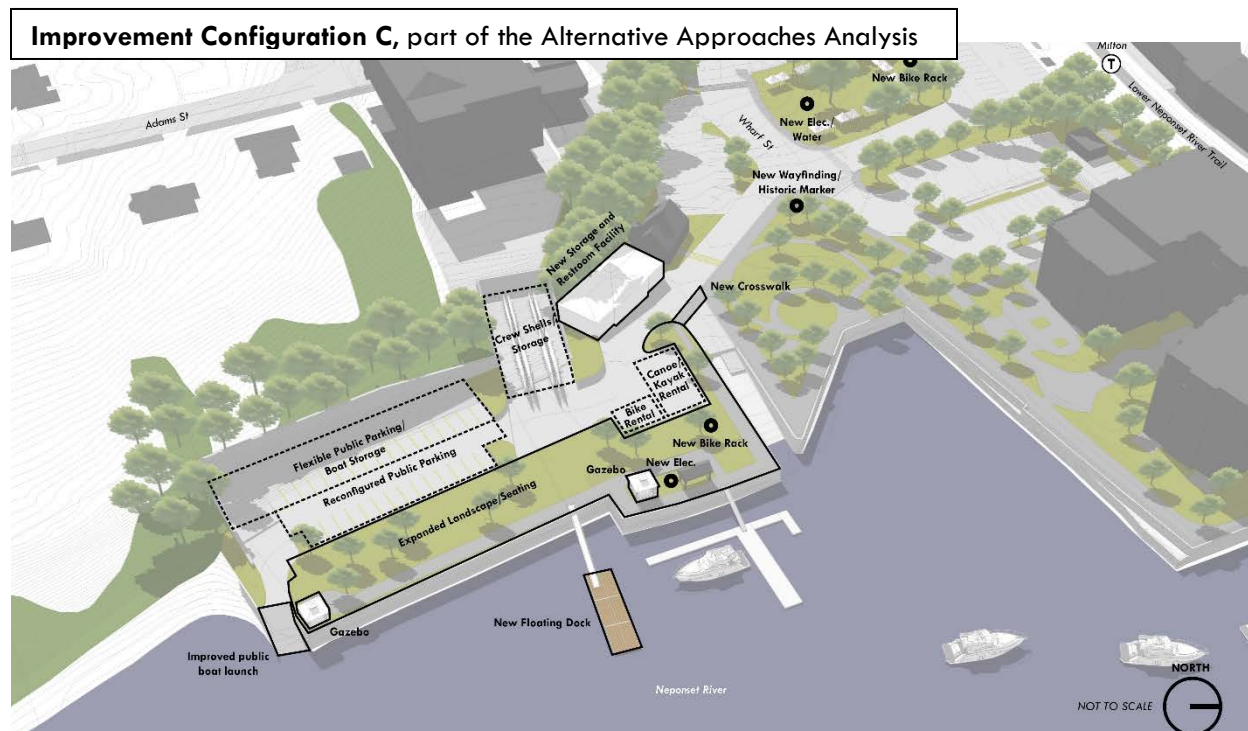 Improvement Configuration C, part of the Alternative Approaches Analysis
Milton
T
New Bike Rack
Lower Neponset River Trail
Adams St
New Elec./
Water
Wharf St
New Wayfinding/
Historic Marker
New Storage and
Restroom Facility
New Crosswalk
Crew Shells/
Storage
Canoe/
Kayak
Rental
Bike
Rental
New Bike Rack
Flexible Public Parking/
Boat Storage
Reconfigured Public Parking
Gazebo
New Elec.
Expanded Landscape/Seating
Gazebo
New Floating Dock
Improved public
boat launch
Neponset River
NORTH
NOT TO SCALE